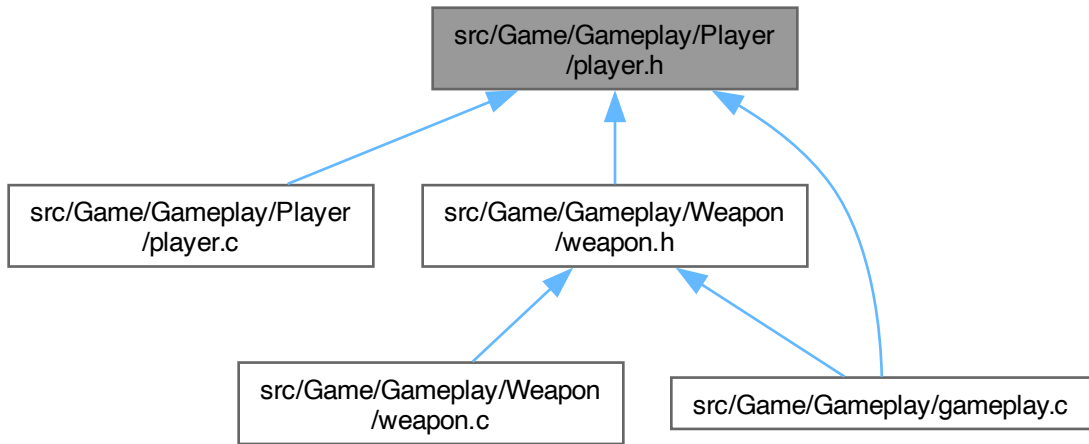 src/Game/Gameplay/Player
/player.h
src/Game/Gameplay/Player
/player.c
src/Game/Gameplay/Weapon
/weapon.h
src/Game/Gameplay/Weapon
/weapon.c
src/Game/Gameplay/gameplay.c